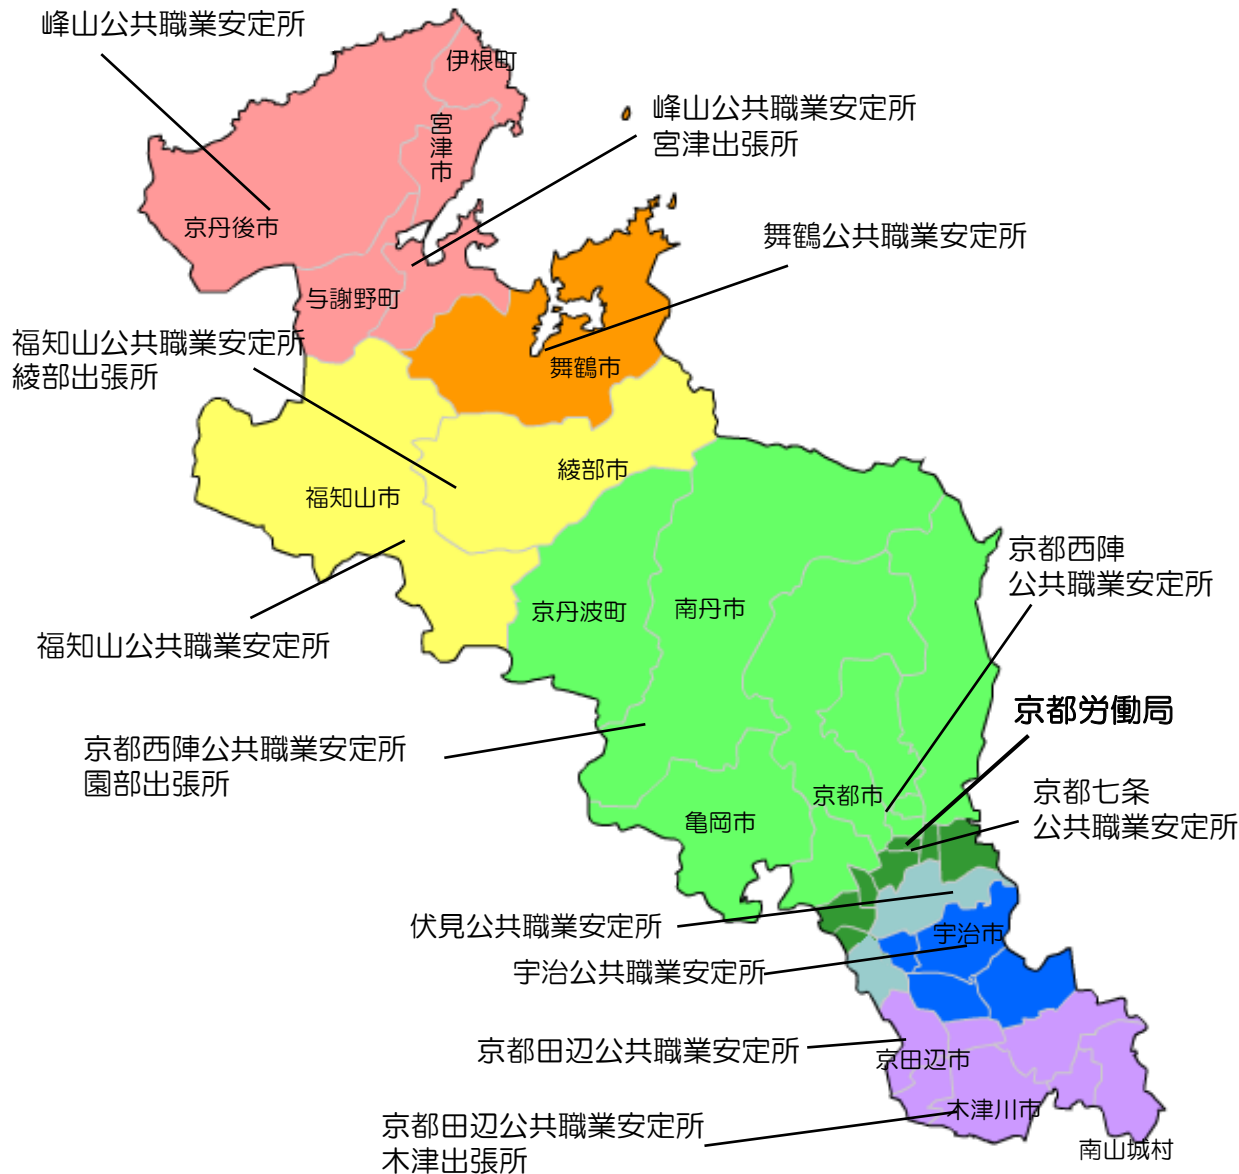 峰山公共職業安定所
伊根町
宮津市
峰山公共職業安定所
宮津出張所
京丹後市
舞鶴公共職業安定所
与謝野町
福知山公共職業安定所
綾部出張所
舞鶴市
綾部市
福知山市
京都西陣
公共職業安定所
京丹波町
南丹市
福知山公共職業安定所
京都労働局
京都西陣公共職業安定所
園部出張所
京都市
亀岡市
京都七条
公共職業安定所
伏見公共職業安定所
宇治市
宇治公共職業安定所
京都田辺公共職業安定所
京田辺市
京都田辺公共職業安定所
木津出張所
木津川市
南山城村